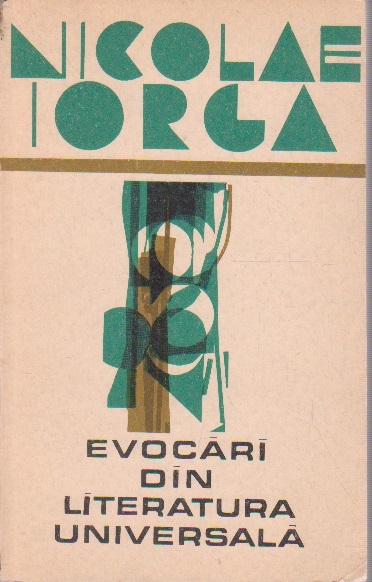 NICOLAE
IORGA
EVOCĂRI
DIN
LITERATURA
UNIVERSALĂ